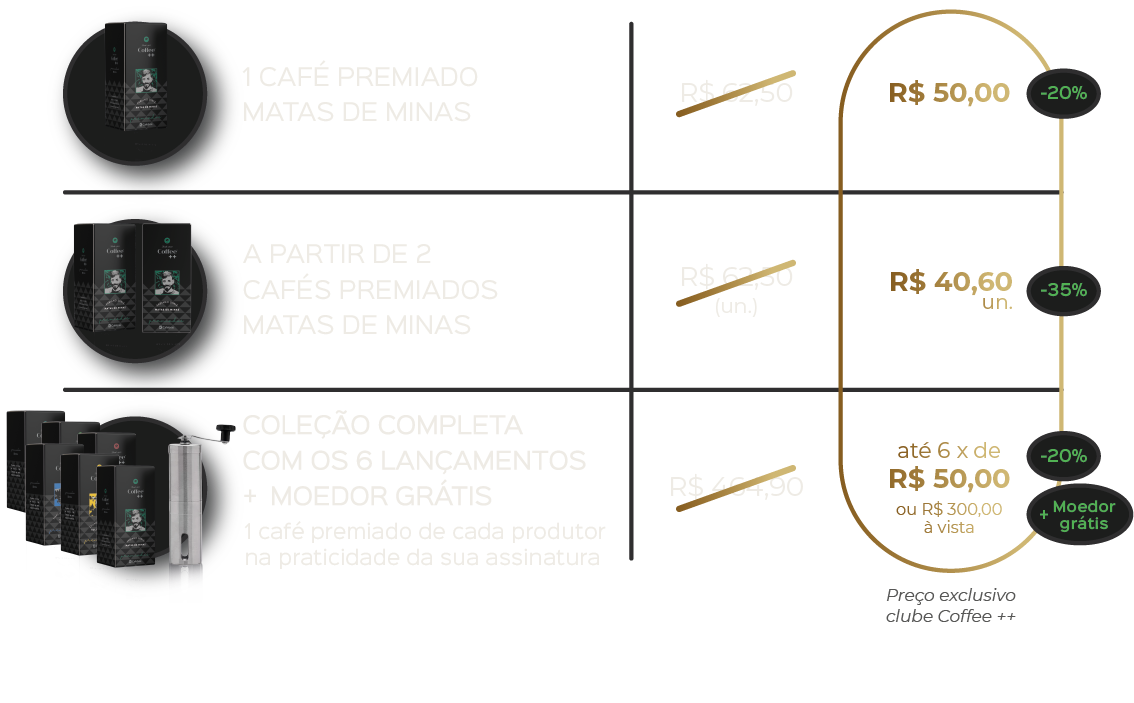 1 CAFÉ PREMIADO
MATAS DE MINAS
R$ 62,50
R$ 50,00
-20%
A PARTIR DE 2
CAFÉS PREMIADOS
MATAS DE MINAS
R$ 62,50
(un.)
R$ 40,60
un.
-35%
COLEÇÃO COMPLETA
COM OS 6 LANÇAMENTOS
+ MOEDOR GRÁTIS
1 café premiado de cada produtor
na praticidade da sua assinatura
R$ 464,90
até 6 x de
R$ 50,00
ou R$ 300,00
à vista
-20%
+ Moedor
grátis
Preço exclusivo
clube Coffee ++
Coffee
++
Coffee
++